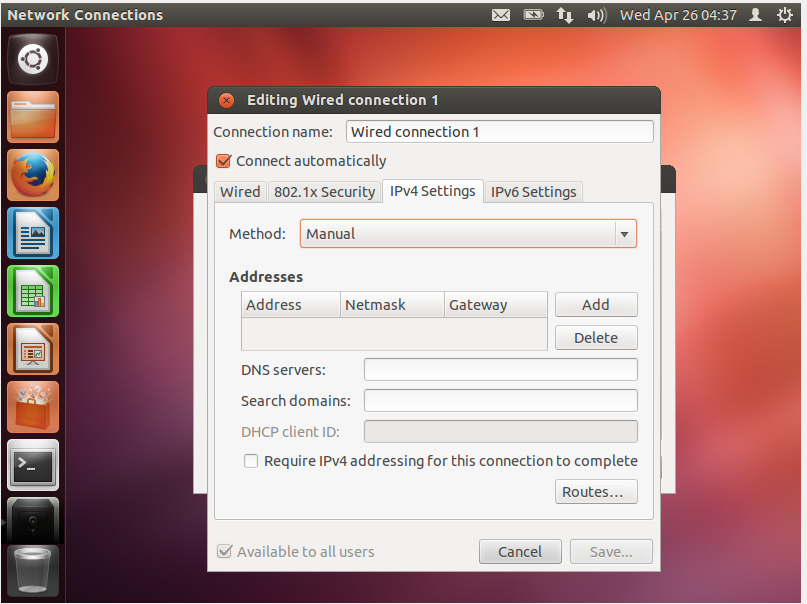 Network Connections
Wed Apr 26 04:37
Editing Wired connection 1
Connection name: Wired connection 1
Connect automatically
Wired 802.1x Security IPv4 Settings IPv6 Settings
Method: Manual
Addresses
Address Netmask Gateway Add
Delete
DNS servers:
Search domains:
DHCP client ID:
Require IPv4 addressing for this connection to complete
Routes...
Available to all users Cancel Save...